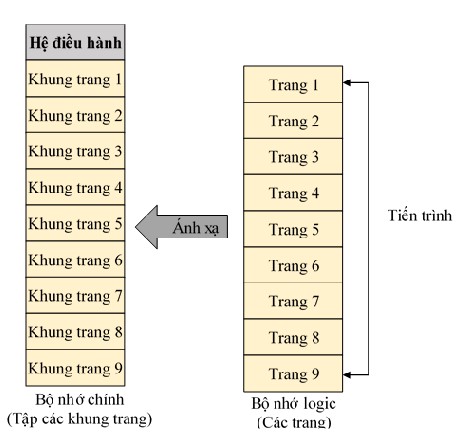 Hệ điều hành
Khung trang 1
Khung trang 2
Khung trang 3
Khung trang 4
Khung trang 5
Khung trang 6
Khung trang 7
Khung trang 8
Khung trang 9
Bộ nhớ chính
(Tập các khung trang)
Ánh xạ
Trang 1
Trang 2
Trang 3
Trang 4
Trang 5
Trang 6
Trang 7
Trang 8
Trang 9
Bộ nhớ logic
(Các trang)
Tiến trình